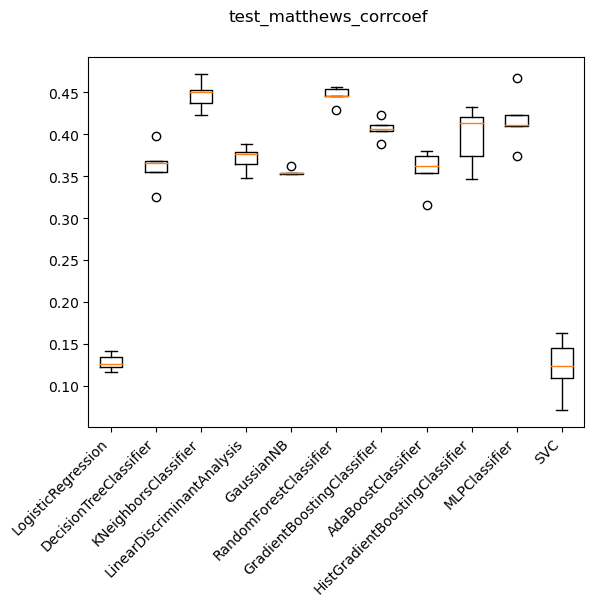 test_matthews_corrcoef
0.45
0.40
0.35
0.30
0.25
0.20
0.15
0.10
LogisticRegression
DecisionTreeClassifier
KNeighborsClassifier
LinearDiscriminantAnalysis
GaussianNB
RandomForestClassifier
GradientBoostingClassifier
AdaBoostClassifier
HistGradientBoostingClassifier
MLPClassifier
SVC